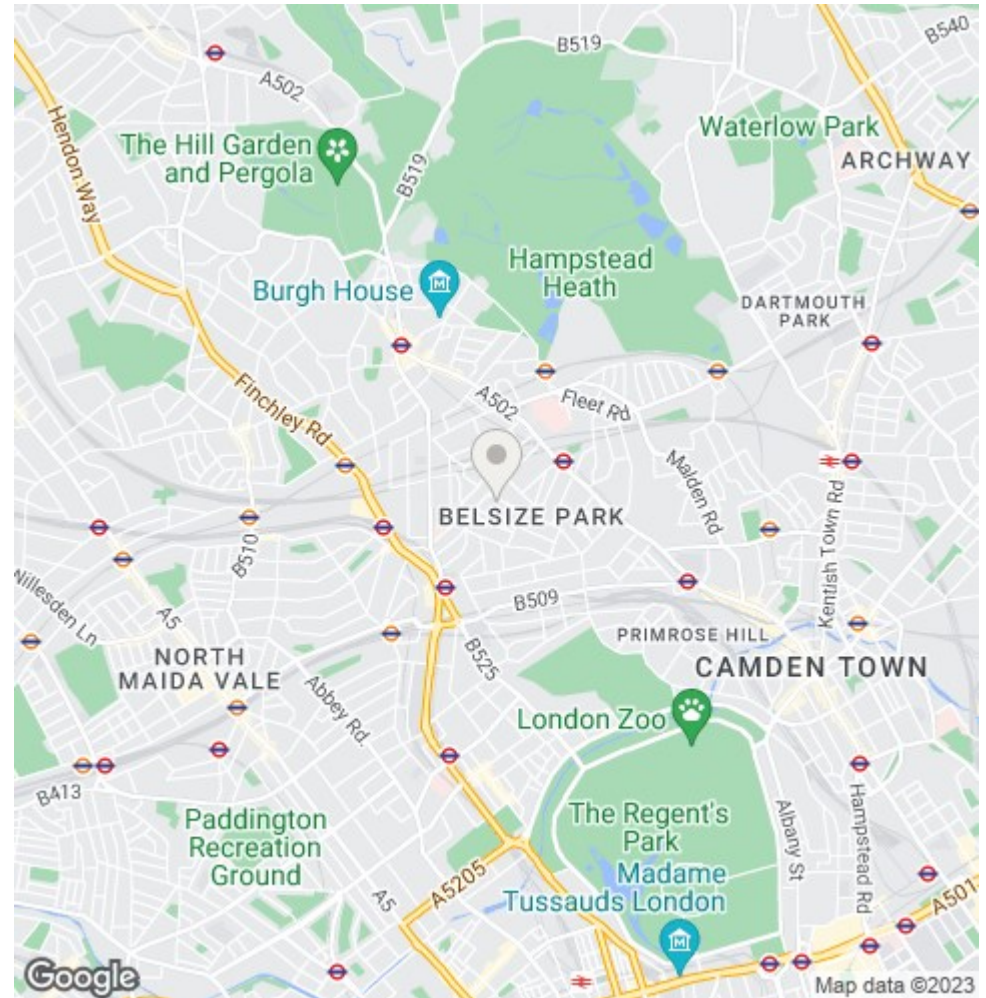 B519
B540
A502
Hendon Way
The Hill Garden
and Pergola
B519
Waterlow Park
ARCHWAY
Burgh House
Hampstead
Heath
DARTMOUTH
PARK
A502
Fleet Rd
Finchley Rd
Malden Rd
Kentish Town Rd
BELSIZE PARK
B510
B509
Willesden Ln
A5
NORTH
MAIDA VALE
Abbey Rd.
B525
PRIMROSE HILL
CAMDEN TOWN
London Zoo
B413
Paddington
Recreation
Ground
The Regent's
Park
Albany St
Hampstead Rd
Madame
Tussauds London
A5
A5205
A501
Google
Map data ©2023